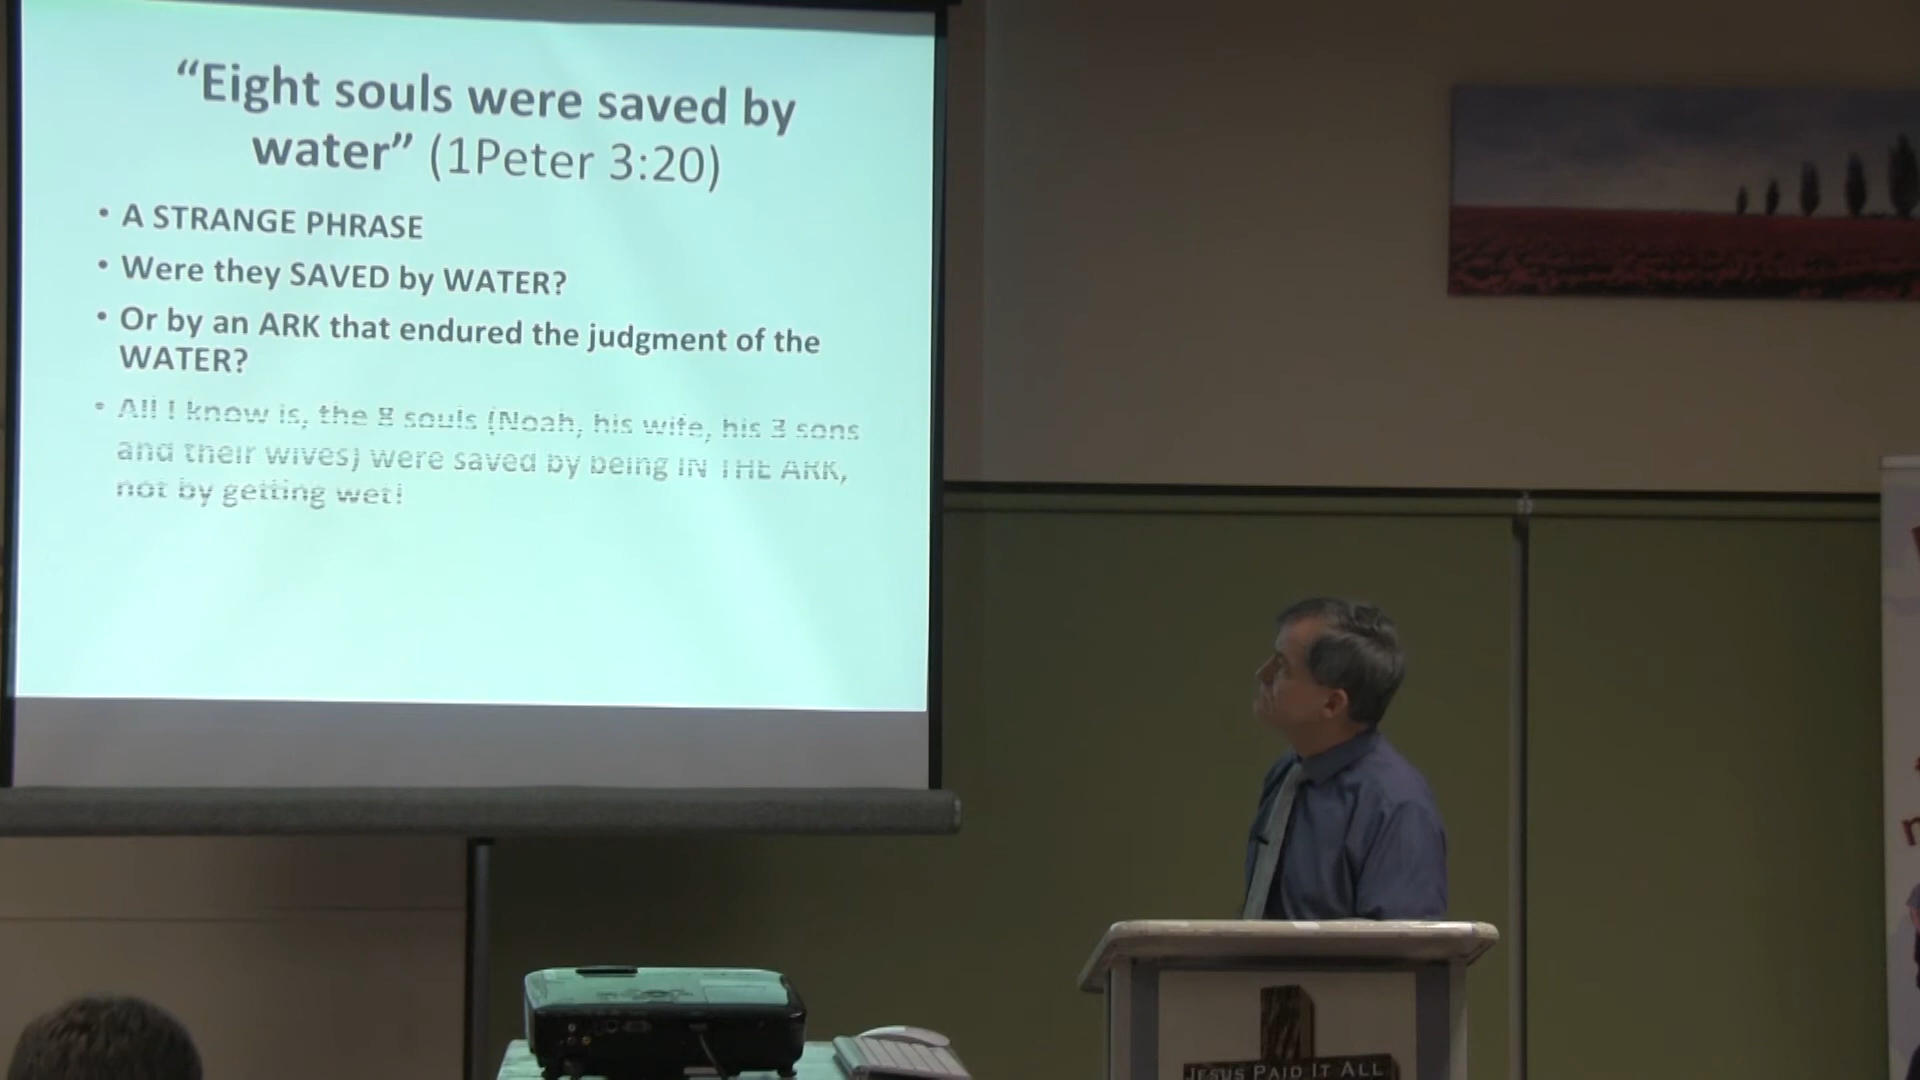 “Eight souls were saved by
water” (1Peter 3:20)
• A STRANGE PHRASE
• Were they SAVED by WATER?
• Or by an ARK that endured the judgment of the
WATER?
• All I know is, the 8 souls (Noah, his wife, his 3 sons
and their wives) were saved by being IN THE ARK,
not by getting wet!
JESUS PAID IT ALL